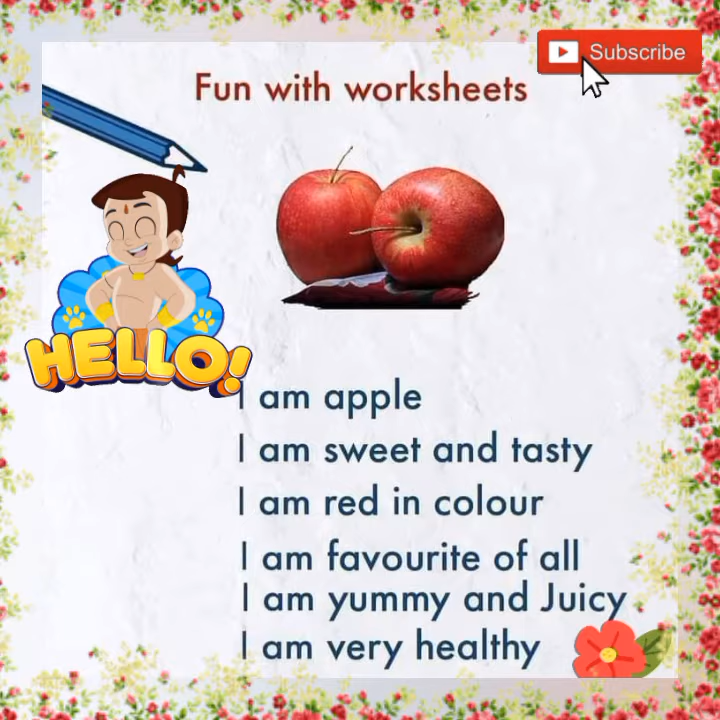 Subscribe
Fun with worksheets
HELLO!
I am apple
I am sweet and tasty
I am red in colour
I am favourite of all
I am yummy and Juicy
I am very healthy